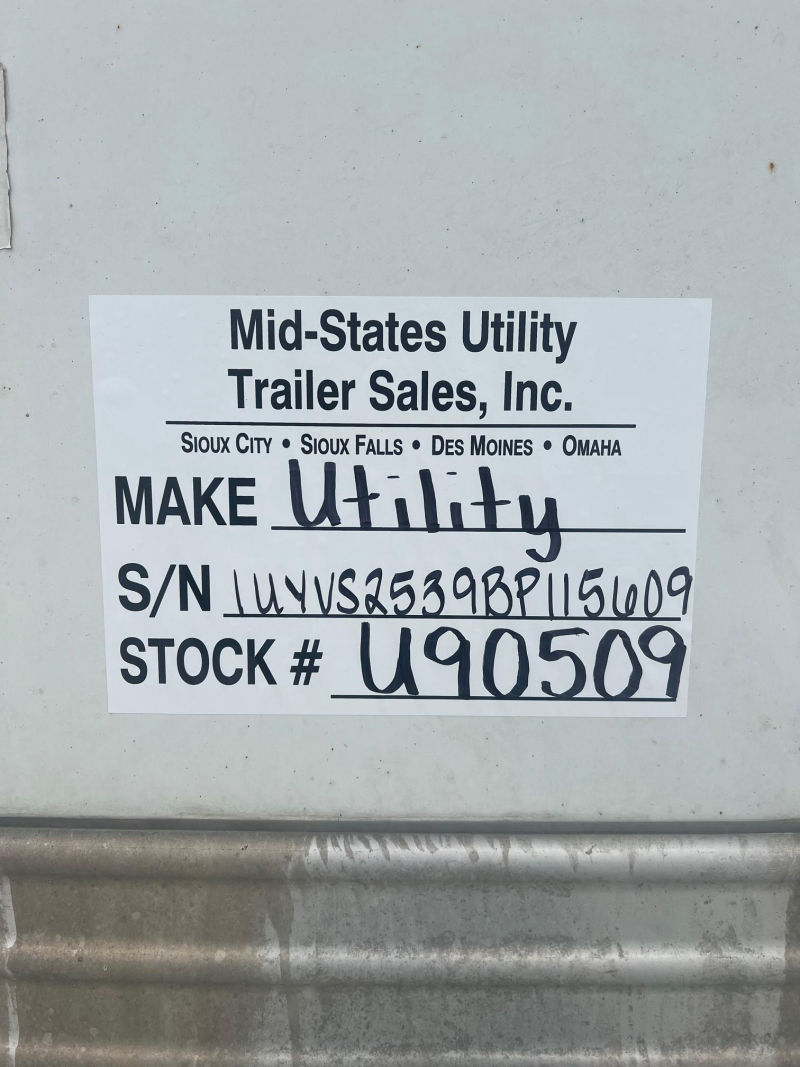 Mid-States Utility
Trailer Sales, Inc.
SIOUX CITY • SIOUX FALLS • DES MOINES • OMAHA
MAKE Utility
S/N 1UYVS2539BP115609
STOCK # U90509